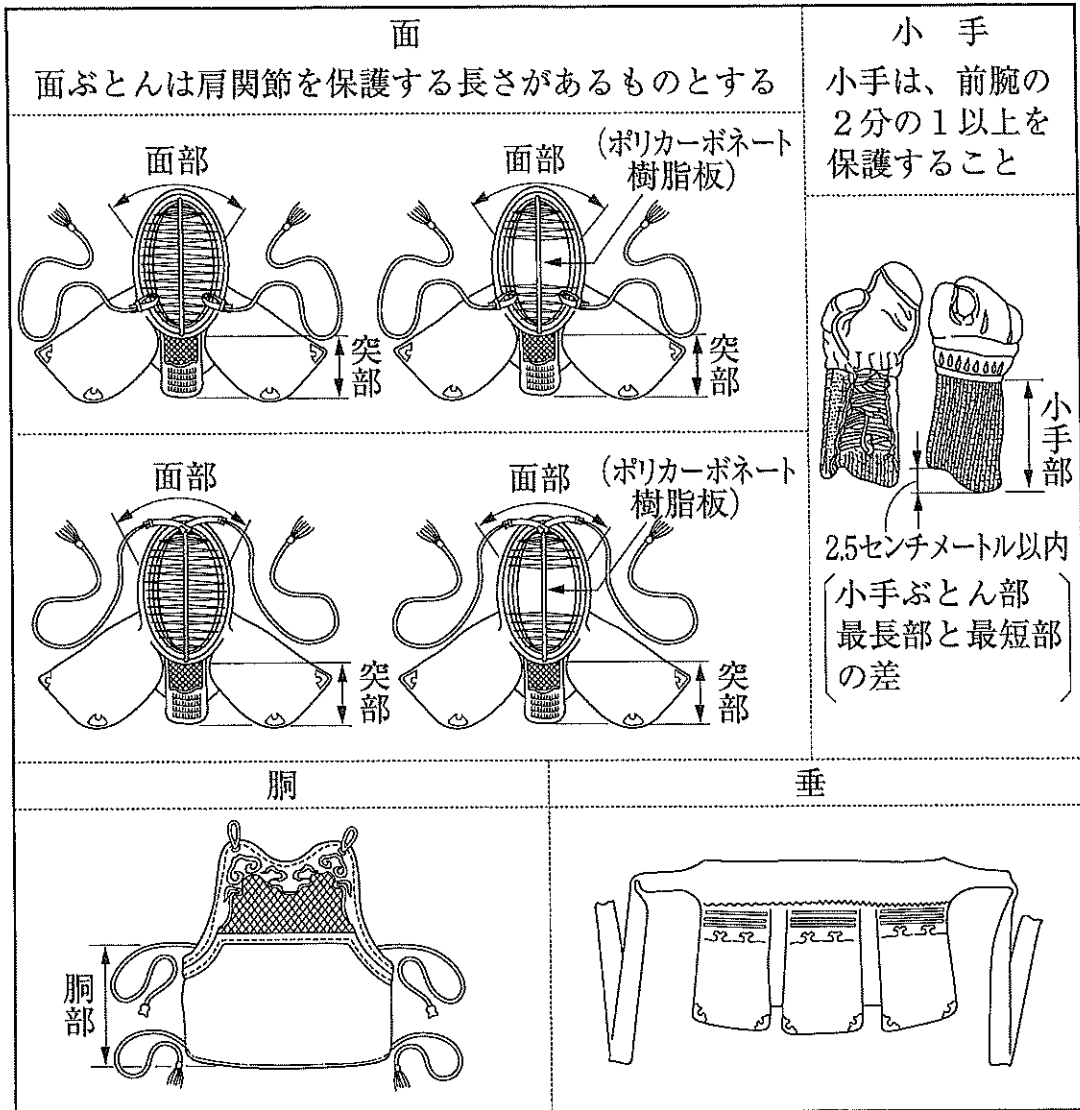 面
面ぶとんは肩関節を保護する長さがあるものとする
面部
突部
面部
(ポリカーボネート
樹脂板)
突部
面部
突部
面部
(ポリカーボネート
樹脂板)
突部
小 手
小手は、前腕の
2分の1以上を
保護すること
小手部
2.5センチメートル以内
小手ぶとん部
最長部と最短部
の差
胴
胴部
垂